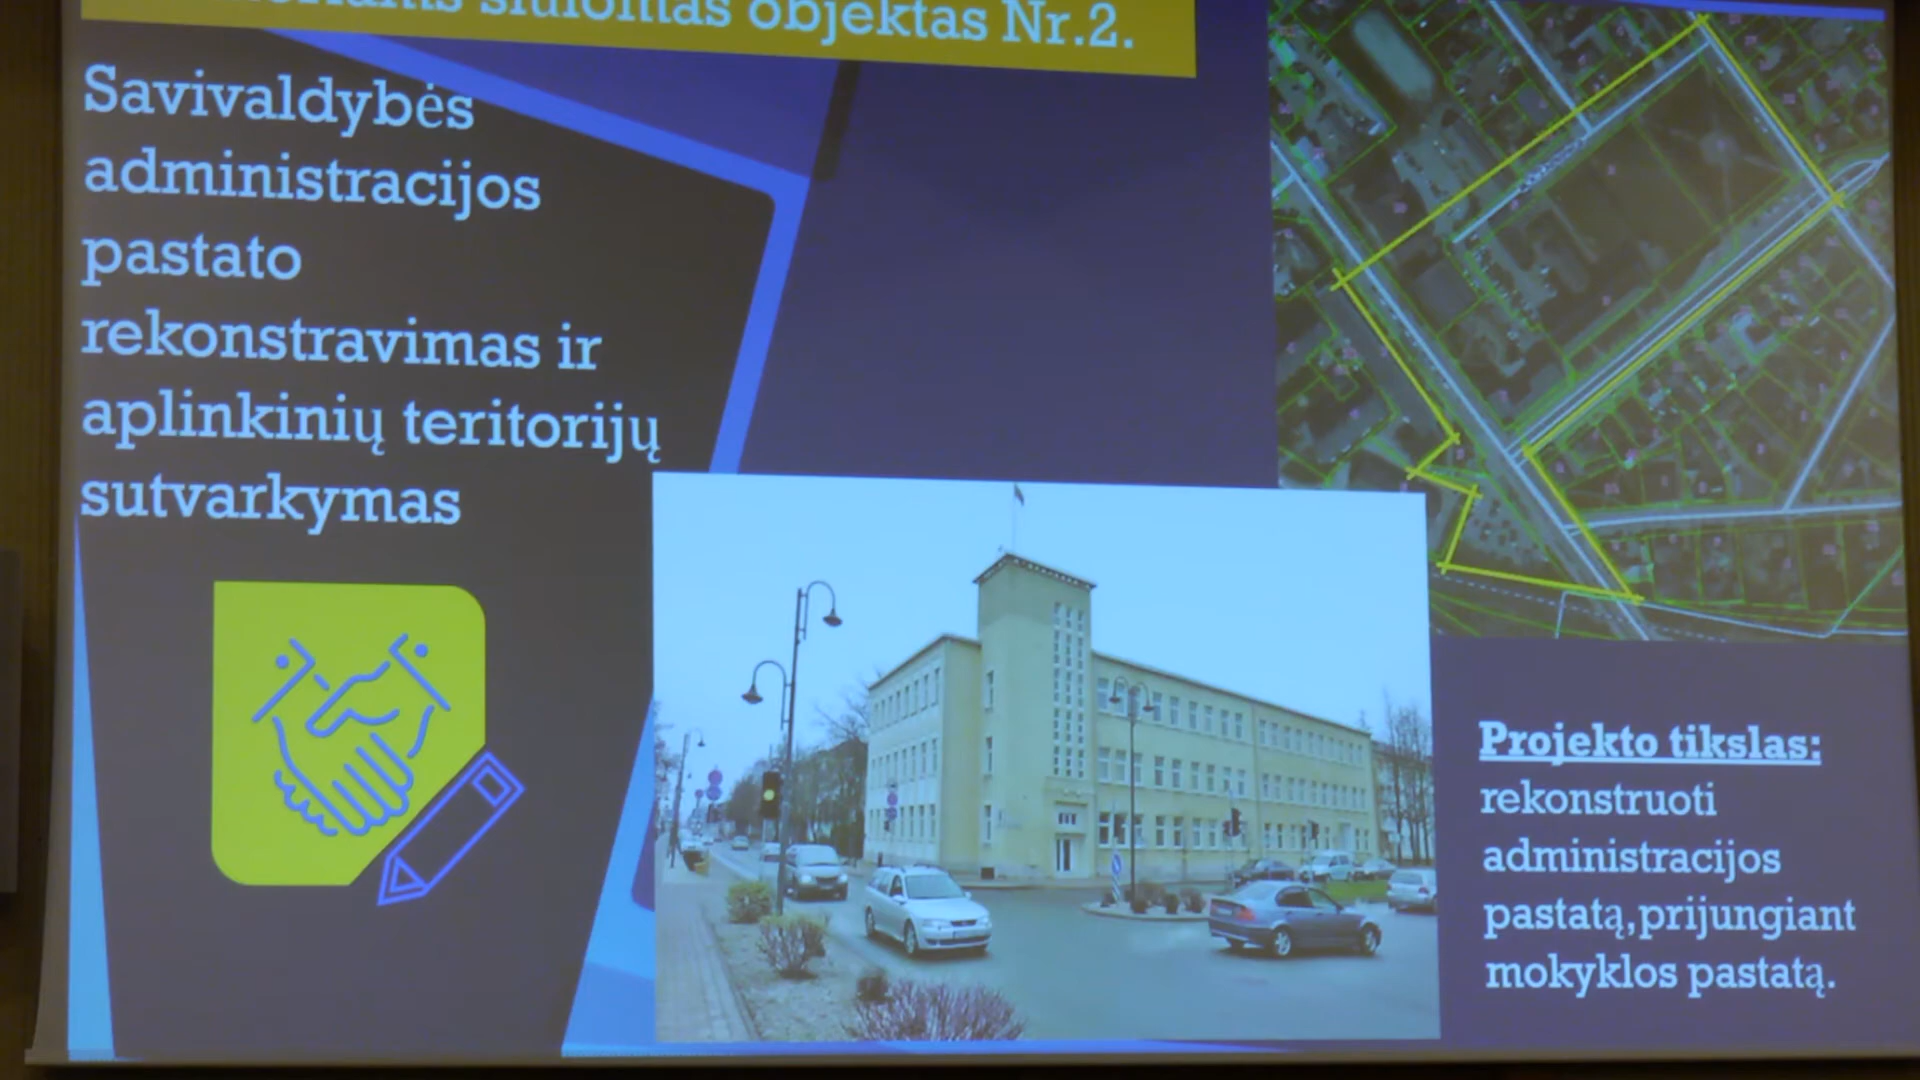 siūlomas objektas Nr.2.
Savivaldybės
administracijos
pastato
rekonstravimas ir
aplinkinių teritorijų
sutvarkymas
Projekto tikslas:
rekonstruoti
administracijos
pastatą,prijungiant
mokyklos pastatą.